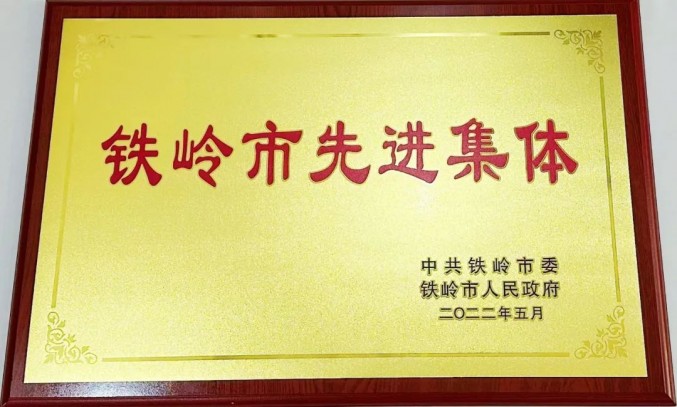 铁岭市先进集体
中共铁岭市委
铁岭市人民政府
二〇二二年五月